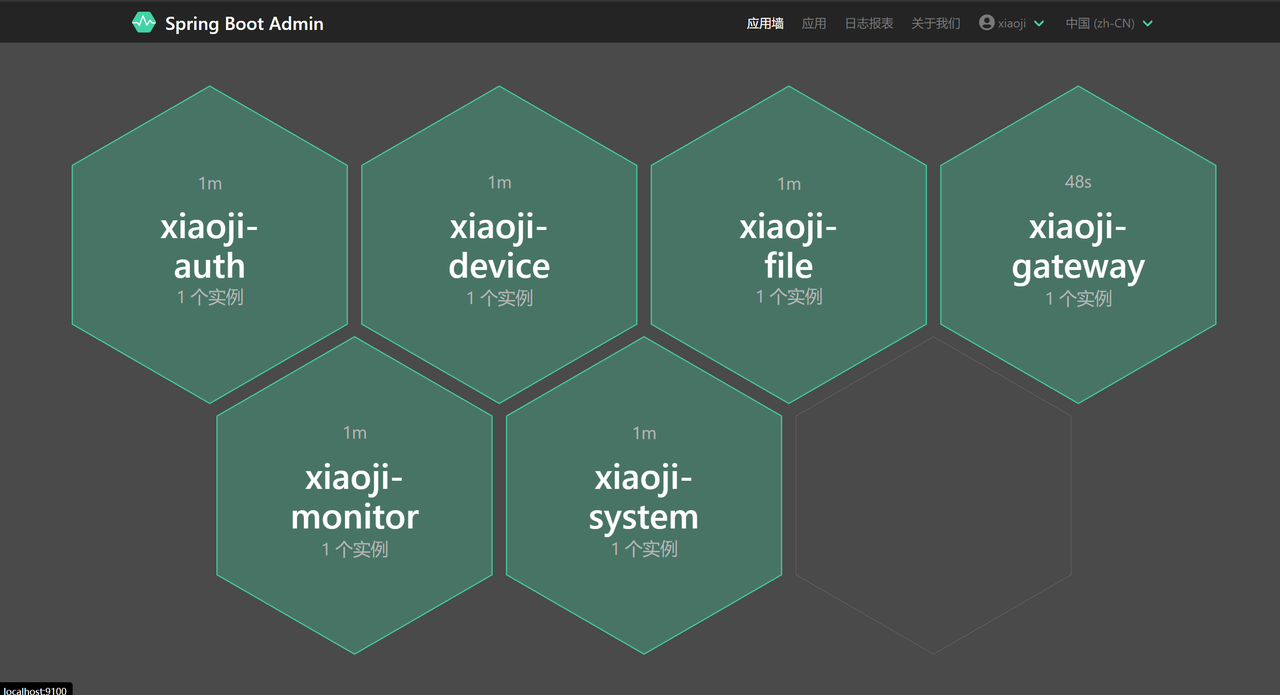 Spring Boot Admin
应用墙 应用 日志报表 关于我们 xiaoji 中国 (zh-CN)
1m
xiaoji-
auth
1 个实例
1m
xiaoji-
device
1 个实例
1m
xiaoji-
file
1 个实例
48s
xiaoji-
gateway
1 个实例
1m
xiaoji-
monitor
1 个实例
1m
xiaoji-
system
1 个实例
localhost:9100